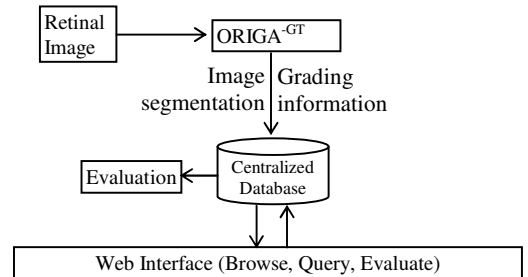 Retinal
Image
ORIGA-GT
Image
segmentation
Grading
information
Evaluation
Centralized
Database
Web Interface (Browse, Query, Evaluate)